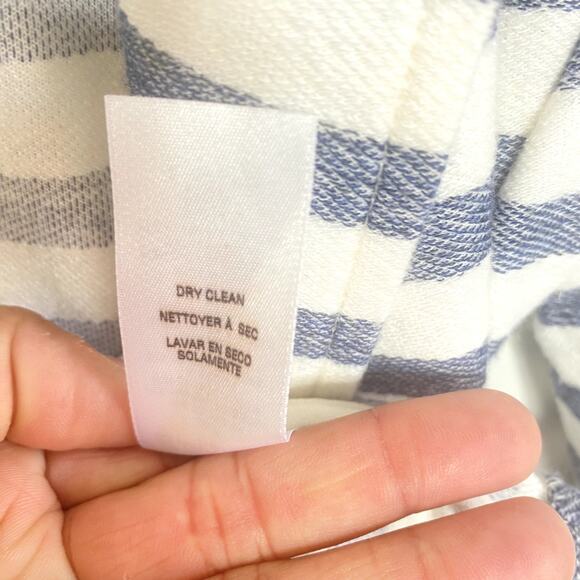 DRY CLEAN
NETTOYER À SEC
LAVAR EN SECO
SOLAMENTE